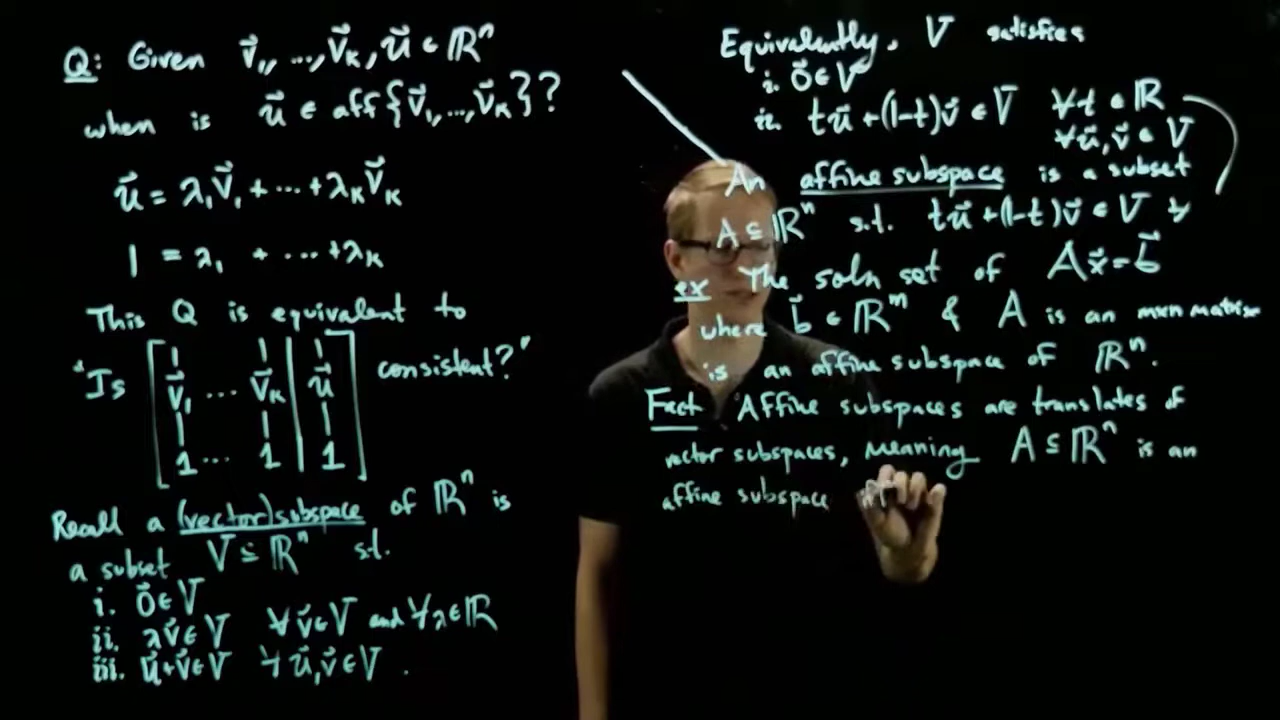 Q: Given v⃗₁, ..., v⃗ₖ, u⃗ ∈ ℝⁿ
when is u⃗ ∈ aff{v⃗₁, ..., v⃗ₖ}?
u⃗ = λ₁v⃗₁ + ⋯ + λₖv⃗ₖ
1 = λ₁ + ⋯ + λₖ
This Q is equivalent to
"Is [ v⃗₁ ⋯ v⃗ₖ | u⃗ ] consistent?"
1 ⋯ 1 | 1
Recall a (vector) subspace of ℝⁿ is
a subset V ⊆ ℝⁿ s.t.
i. 0⃗ ∈ V
ii. λv⃗ ∈ V ∀ v⃗ ∈ V and ∀ λ ∈ ℝ
iii. u⃗ + v⃗ ∈ V ∀ u⃗, v⃗ ∈ V.
Equivalently, V satisfies
i. 0⃗ ∈ V
ii. tu⃗ + (1-t)v⃗ ∈ V ∀ t ∈ ℝ
∀ u⃗, v⃗ ∈ V
An affine subspace is a subset
A ⊆ ℝⁿ s.t. tu⃗ + (1-t)v⃗ ∈ V ∀
ex The soln set of Ax⃗ = b⃗
where b⃗ ∈ ℝᵐ & A is an mxn matrix
is an affine subspace of ℝⁿ.
Fact Affine subspaces are translates of
vector subspaces, meaning A ⊆ ℝⁿ is an
affine subspace